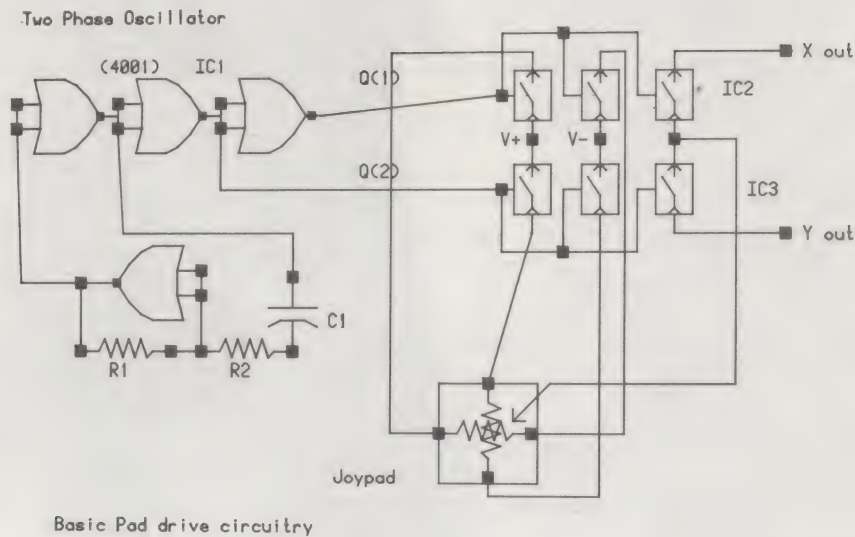 Two Phase Oscillator
(4001)
IC1
Q(1)
Q(2)
V+
V-
X out
IC2
IC3
Y out
C1
R1
R2
Joypad
Basic Pad drive circuitry